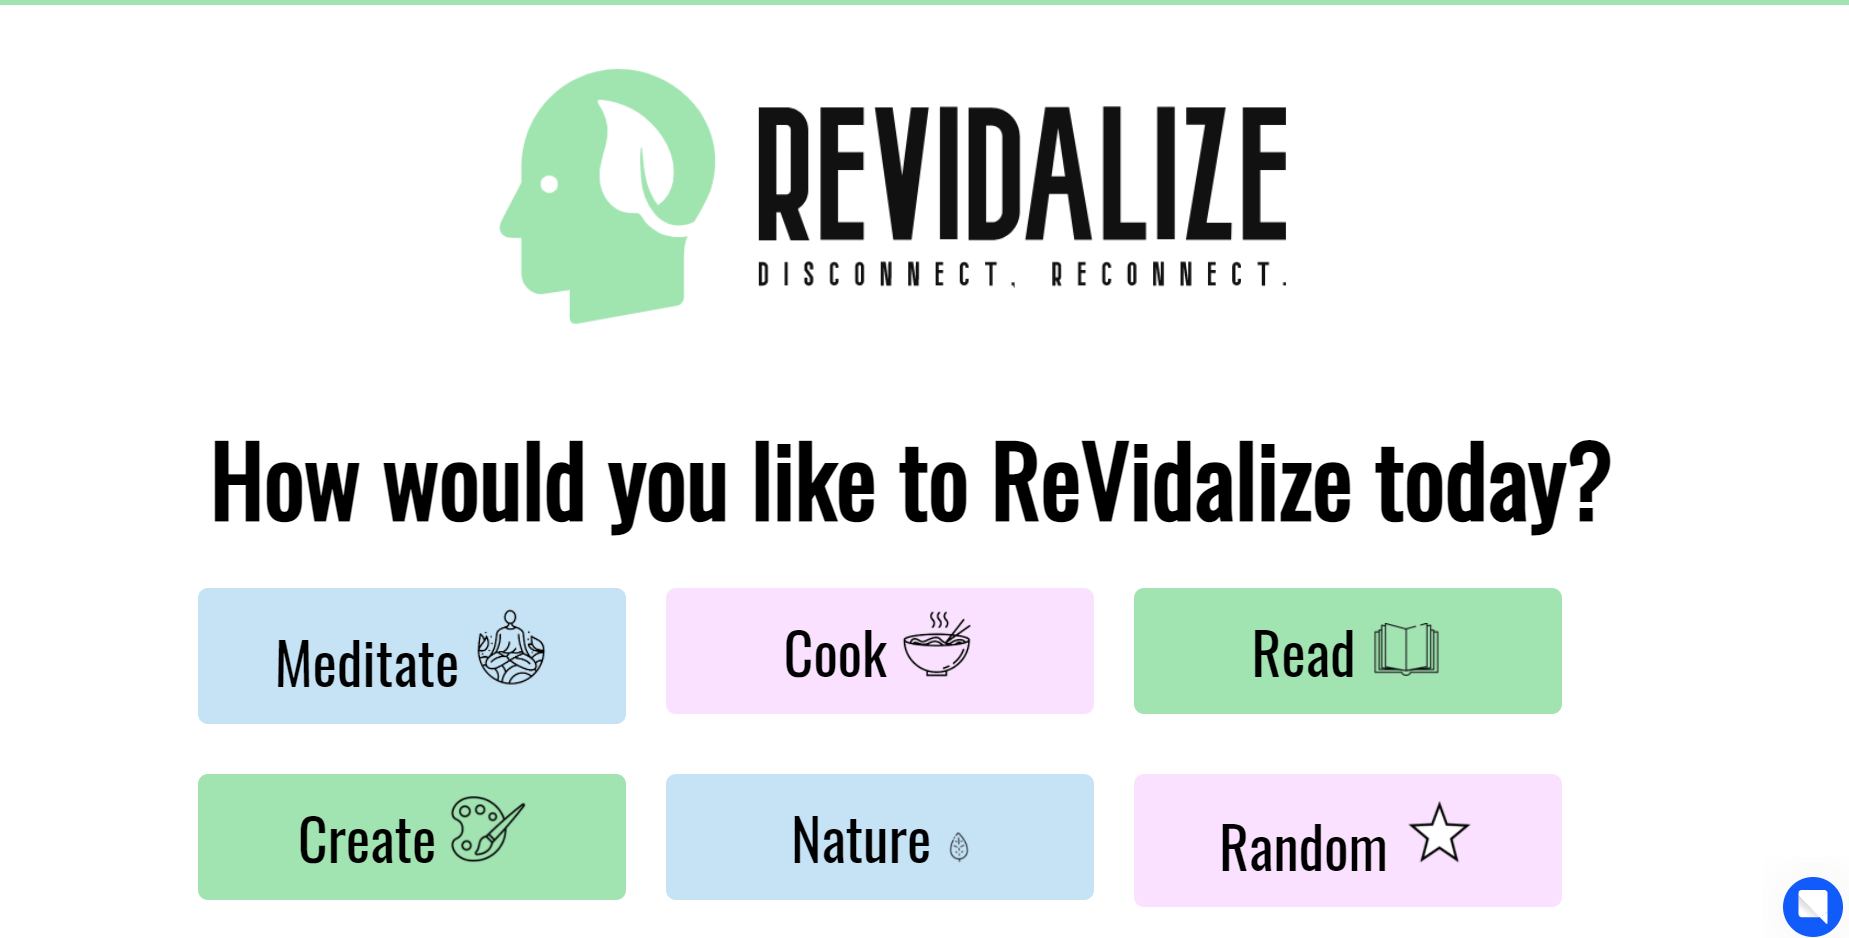 REVIDALIZE
DISCONNECT. RECONNECT.
How would you like to ReVidalize today?
Meditate
Cook
Read
Create
Nature
Random